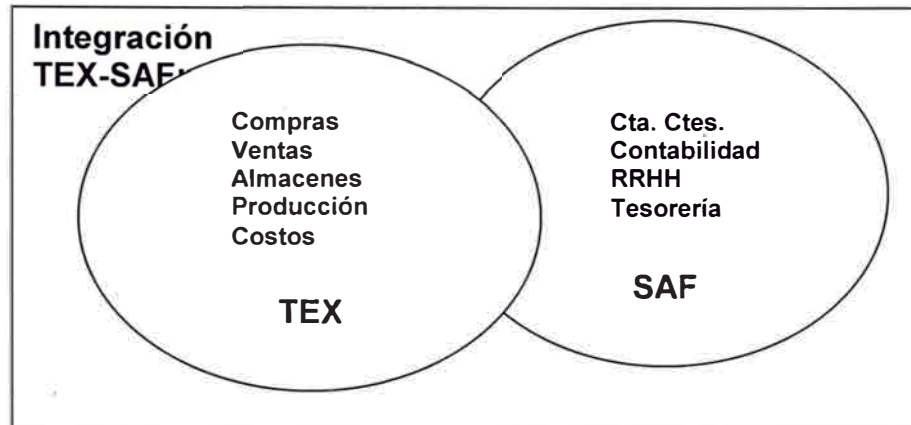 Integración
TEX-SAF:
Compras
Ventas
Almacenes
Producción
Costos
TEX
Cta. Ctes.
Contabilidad
RRHH
Tesorería
SAF